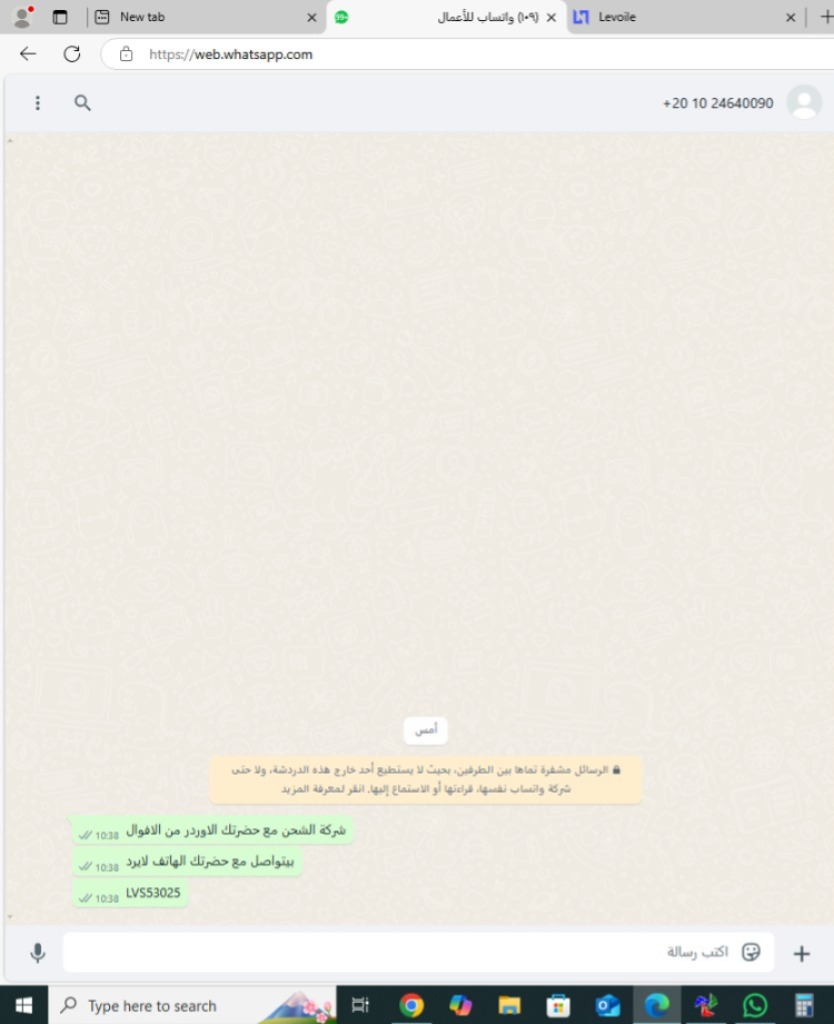 New tab
(١٠٩) واتساب للأعمال
Levoile
https://web.whatsapp.com
+20 10 24640090
أمس
الرسائل مشفرة تمامًا بين الطرفين، بحيث لا يستطيع أحد خارج هذه الدردشة، ولا حتى
شركة واتساب نفسها، قراءتها أو الاستماع إليها. انقر لمعرفة المزيد
شركة الشحن مع حضرتك الاوردر من الافوال 10:38
بيتواصل مع حضرتك الهاتف لايرد 10:38
LVS53025 10:38
اكتب رسالة
Type here to search